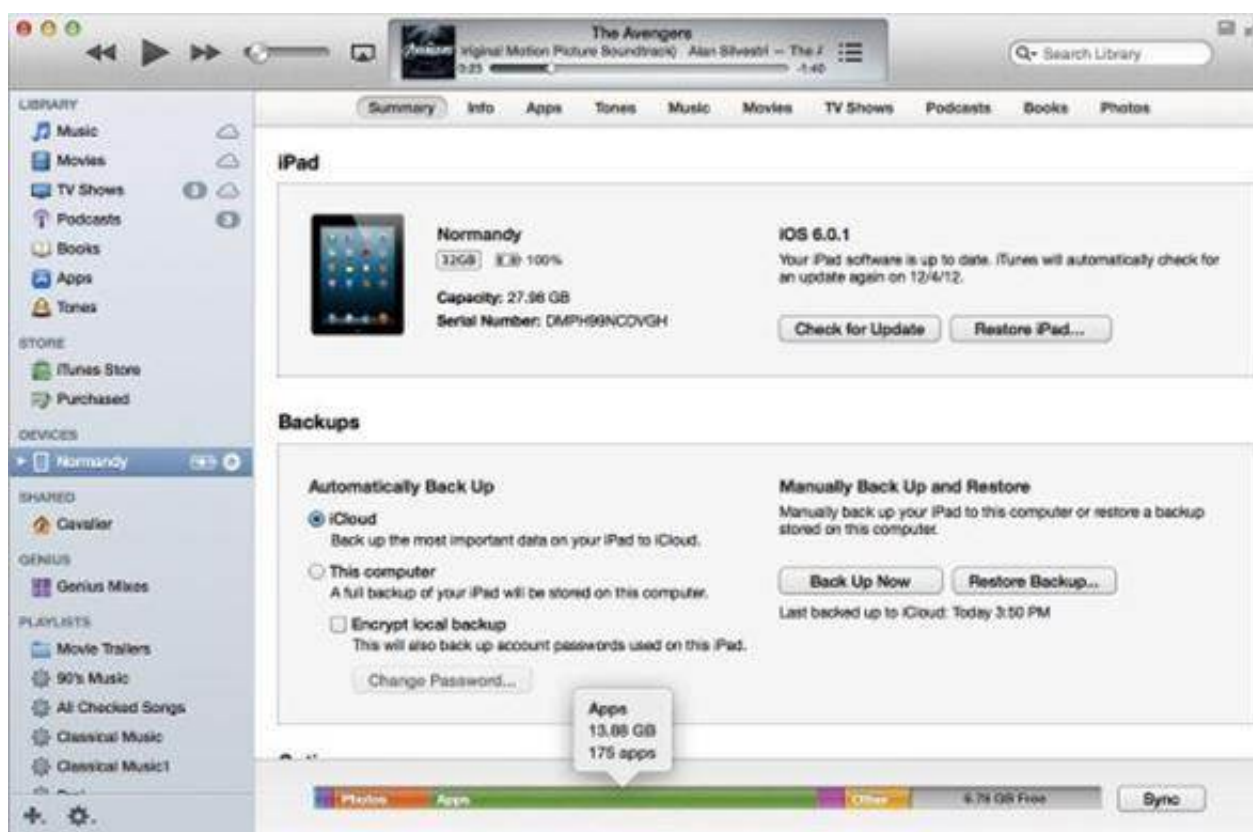 The Avengers
riginal Motion Picture Soundtrack) Alan Silvestri — The A
0:25
-1:40
Search Library
LIBRARY
Music
Movies
TV Shows 3
Podcasts 3
Books
Apps
Tones
STORE
iTunes Store
Purchased
DEVICES
Normandy
SHARED
Cavalier
GENIUS
Genius Mixes
PLAYLISTS
Movie Trailers
90's Music
All Checked Songs
Classical Music
Classical Music1
Summary Info Apps Tones Music Movies TV Shows Podcasts Books Photos
iPad
Normandy
32GB 100%
Capacity: 27.96 GB
Serial Number: DMPH99NCOVGH
iOS 6.0.1
Your iPad software is up to date. iTunes will automatically check for
an update again on 12/4/12.
Check for Update Restore iPad...
Backups
Automatically Back Up
iCloud
Back up the most important data on your iPad to iCloud.
This computer
A full backup of your iPad will be stored on this computer.
Encrypt local backup
This will also back up account passwords used on this iPad.
Change Password...
Manually Back Up and Restore
Manually back up your iPad to this computer or restore a backup
stored on this computer.
Back Up Now Restore Backup...
Last backed up to iCloud: Today 3:50 PM
Apps
13.88 GB
175 apps
Photos Apps Other 6.78 GB Free Sync